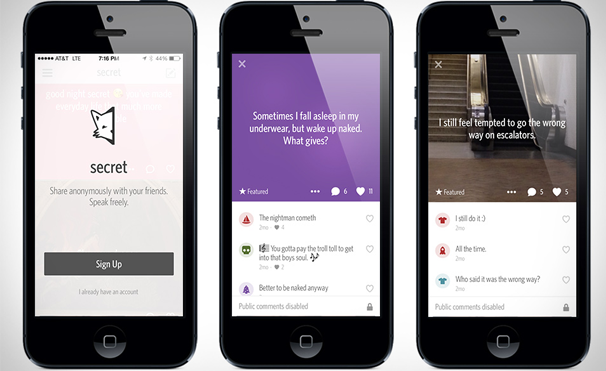 AT&T LTE 7:16 PM 44%
secret
secret
Share anonymously with your friends.
Speak freely.
Sign Up
I already have an account
Sometimes I fall asleep in my
underwear, but wake up naked.
What gives?
★ Featured ••• 6 11
The nightman cometh
2mo 4
You gotta pay the troll toll to get
into that boys soul.
2mo 2
Better to be naked anyway
Public comments disabled
I still feel tempted to go the wrong
way on escalators.
★ Featured ••• 5 5
I still do it :)
2mo
All the time.
2mo
Who said it was the wrong way?
2mo
Public comments disabled